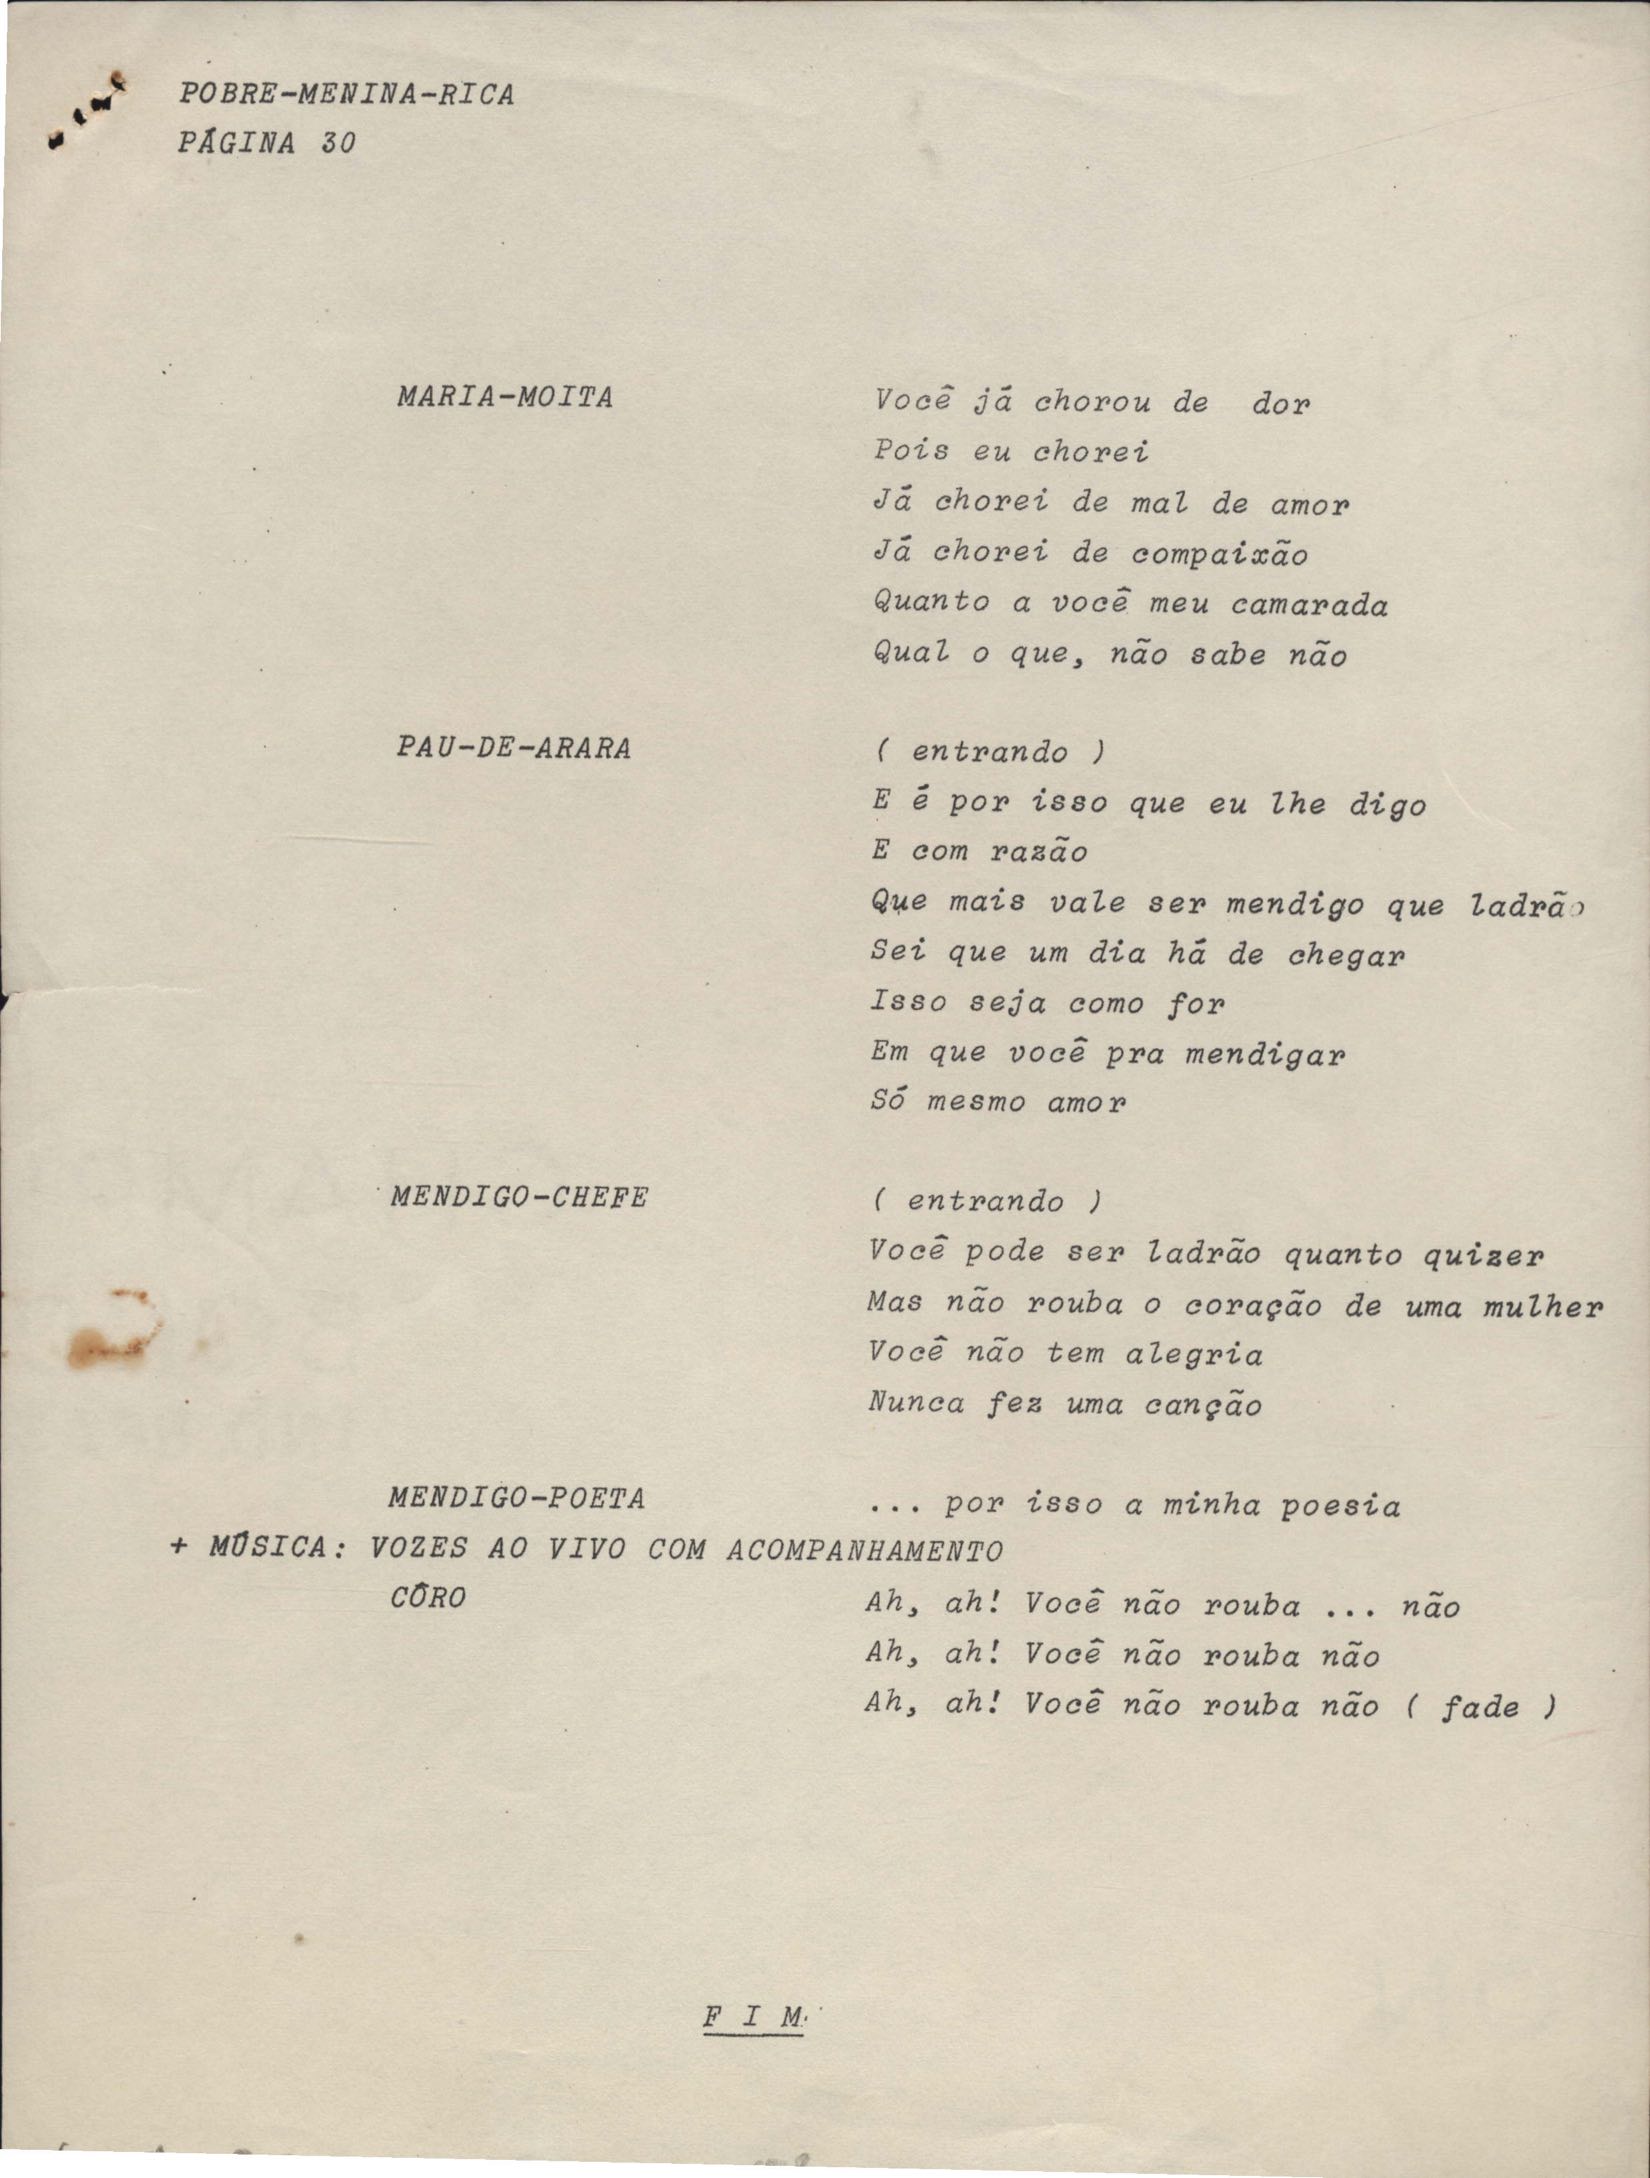 POBRE-MENINA-RICA
PÁGINA 30
MARIA-MOITA Você já chorou de dor
Pois eu chorei
Já chorei de mal de amor
Já chorei de compaixão
Quanto a você meu camarada
Qual o que, não sabe não
PAU-DE-ARARA ( entrando )
E é por isso que eu lhe digo
E com razão
Que mais vale ser mendigo que ladrão
Sei que um dia há de chegar
Isso seja como for
Em que você pra mendigar
Só mesmo amor
MENDIGO-CHEFE ( entrando )
Você pode ser ladrão quanto quizer
Mas não rouba o coração de uma mulher
Você não tem alegria
Nunca fez uma canção
MENDIGO-POETA ... por isso a minha poesia
+ MÚSICA: VOZES AO VIVO COM ACOMPANHAMENTO
CÔRO Ah, ah! Você não rouba ... não
Ah, ah! Você não rouba não
Ah, ah! Você não rouba não ( fade )
F I M